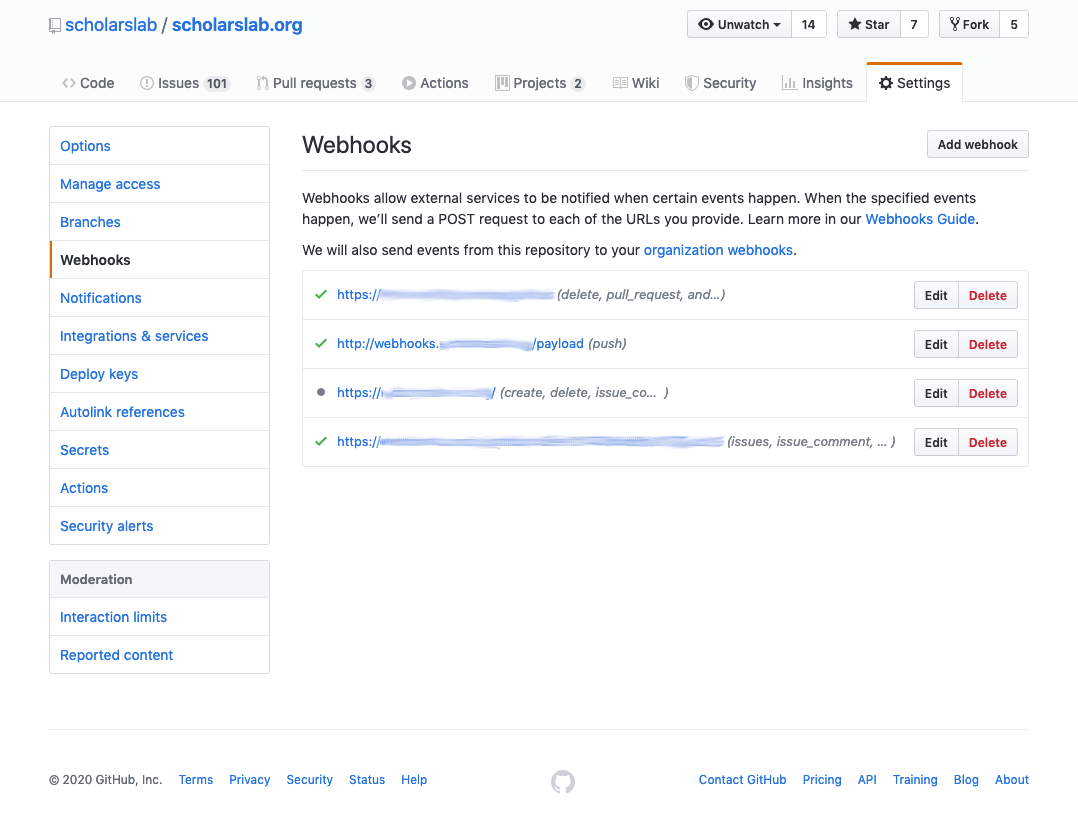 scholarslab / scholarslab.org
Unwatch 14 Star 7 Fork 5
Code Issues 101 Pull requests 3 Actions Projects 2 Wiki Security Insights Settings
Options
Manage access
Branches
Webhooks
Notifications
Integrations & services
Deploy keys
Autolink references
Secrets
Actions
Security alerts
Moderation
Interaction limits
Reported content
Webhooks
Add webhook
Webhooks allow external services to be notified when certain events happen. When the specified events
happen, we’ll send a POST request to each of the URLs you provide. Learn more in our Webhooks Guide.
We will also send events from this repository to your organization webhooks.
https:// (delete, pull_request, and...) Edit Delete
http://webhooks. /payload (push) Edit Delete
https:// / (create, delete, issue_co... ) Edit Delete
https:// (issues, issue_comment, ... ) Edit Delete
© 2020 GitHub, Inc. Terms Privacy Security Status Help Contact GitHub Pricing API Training Blog About